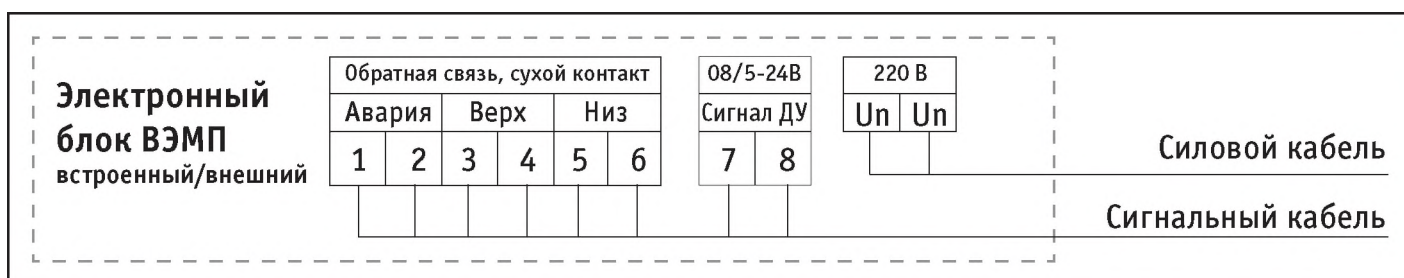 Электронный
блок ВЭМП
встроенный/внешний
Обратная связь, сухой контакт
Авария Верх Низ
1 2 3 4 5 6
08/5-24В
Сигнал ДУ
7 8
220 В
Un Un
Силовой кабель
Сигнальный кабель